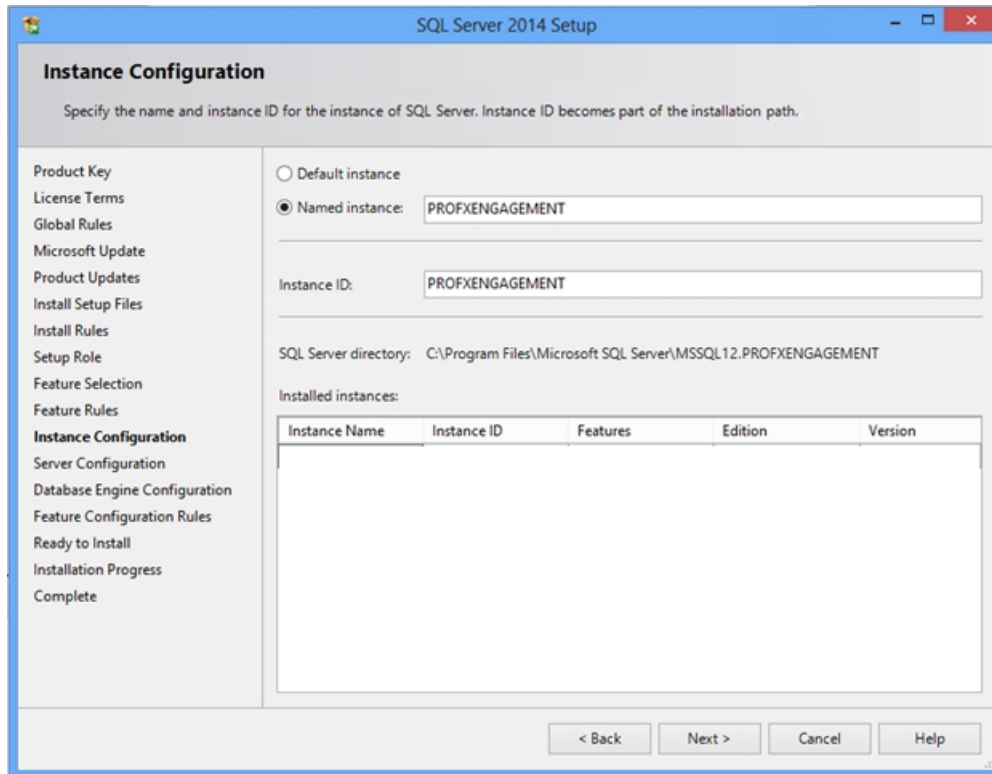 SQL Server 2014 Setup
Instance Configuration
Specify the name and instance ID for the instance of SQL Server. Instance ID becomes part of the installation path.
Product Key
License Terms
Global Rules
Microsoft Update
Product Updates
Install Setup Files
Install Rules
Setup Role
Feature Selection
Feature Rules
Instance Configuration
Server Configuration
Database Engine Configuration
Feature Configuration Rules
Ready to Install
Installation Progress
Complete
Default instance
Named instance: PROFXENGAGEMENT
Instance ID: PROFXENGAGEMENT
SQL Server directory: C:\Program Files\Microsoft SQL Server\MSSQL12.PROFXENGAGEMENT
Installed instances:
Instance Name Instance ID Features Edition Version
< Back Next > Cancel Help